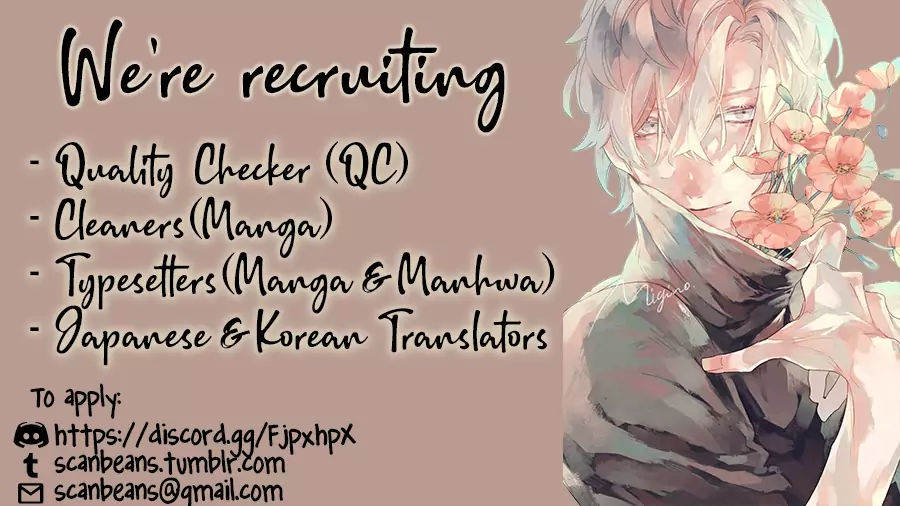 We're recruiting
- Quality Checker (QC)
- Cleaners(Manga)
- Typesetters(Manga & Manhwa)
- Japanese & Korean Translators
Migino.
To apply:
https://discord.gg/FjpxhpX
scanbeans.tumblr.com
scanbeans@gmail.com